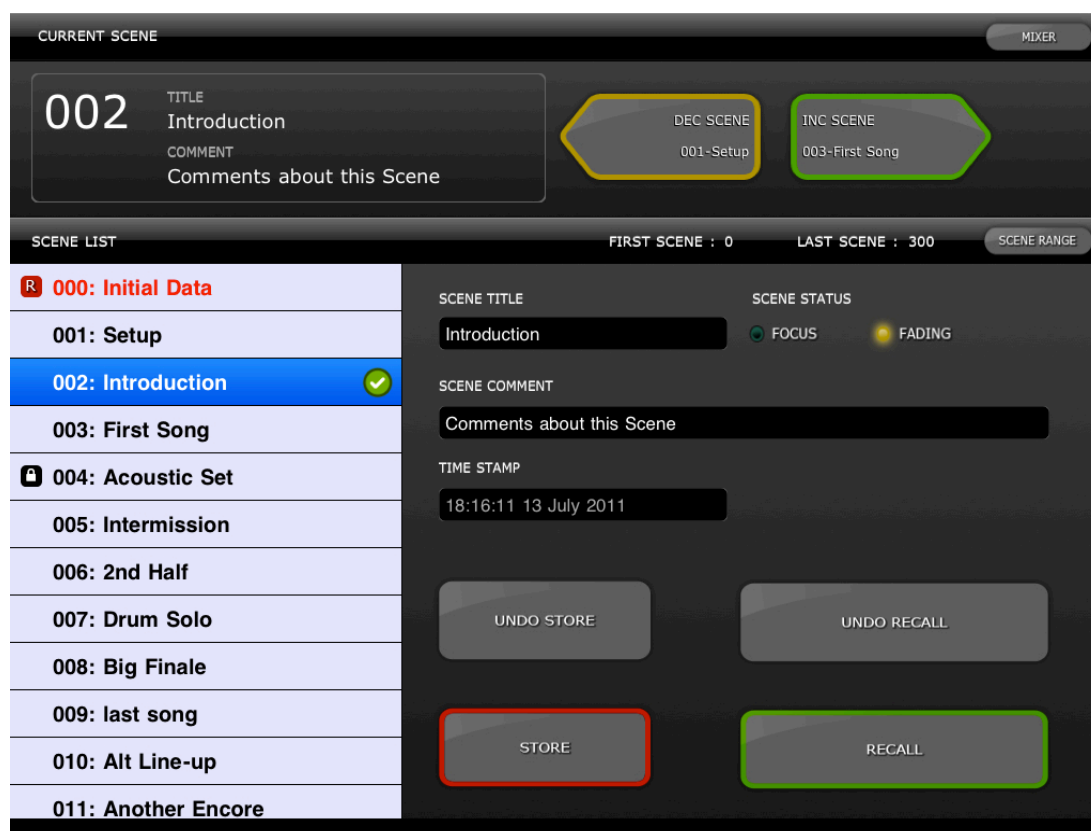 CURRENT SCENE
MIXER
002
TITLE
Introduction
COMMENT
Comments about this Scene
DEC SCENE
001-Setup
INC SCENE
003-First Song
SCENE LIST
FIRST SCENE : 0
LAST SCENE : 300
SCENE RANGE
R 000: Initial Data
001: Setup
002: Introduction
003: First Song
004: Acoustic Set
005: Intermission
006: 2nd Half
007: Drum Solo
008: Big Finale
009: last song
010: Alt Line-up
011: Another Encore
SCENE TITLE
Introduction
SCENE STATUS
FOCUS
FADING
SCENE COMMENT
Comments about this Scene
TIME STAMP
18:16:11 13 July 2011
UNDO STORE
UNDO RECALL
STORE
RECALL